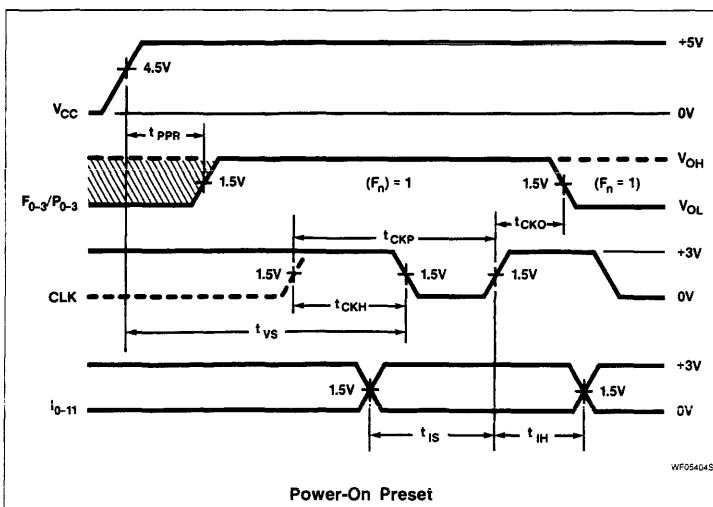 +5V
4.5V
VCC
0V
tPPR
VOH
F0-3/P0-3
1.5V
(Fn) = 1
1.5V
(Fn = 1)
VOL
tCKO
tCKP
+3V
1.5V
1.5V
1.5V
CLK
0V
tCKH
tVS
+3V
1.5V
1.5V
I0-11
0V
tIS
tIH
WF05404S
Power-On Preset